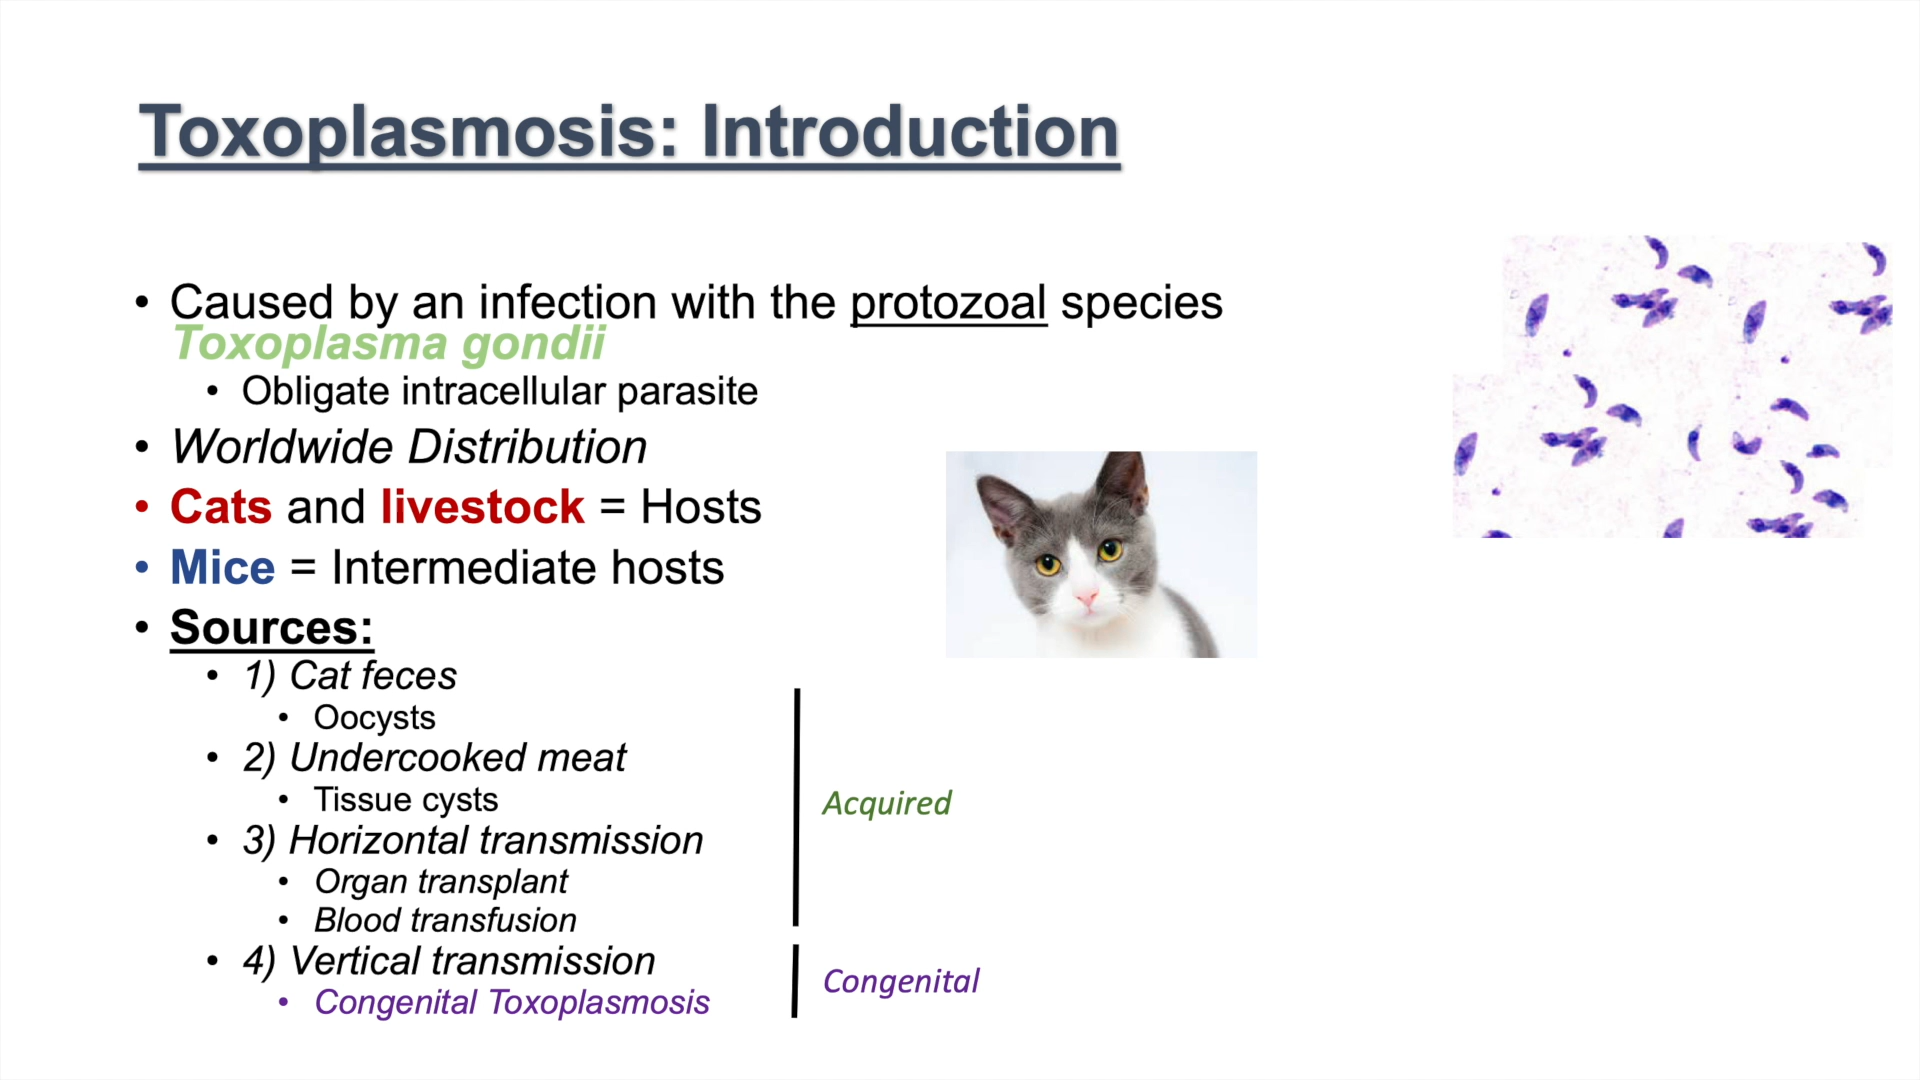 Toxoplasmosis: Introduction
• Caused by an infection with the protozoal species
Toxoplasma gondii
• Obligate intracellular parasite
• Worldwide Distribution
• Cats and livestock = Hosts
• Mice = Intermediate hosts
• Sources:
• 1) Cat feces
• Oocysts
• 2) Undercooked meat
• Tissue cysts
• 3) Horizontal transmission
• Organ transplant
• Blood transfusion
• 4) Vertical transmission
• Congenital Toxoplasmosis
Acquired
Congenital